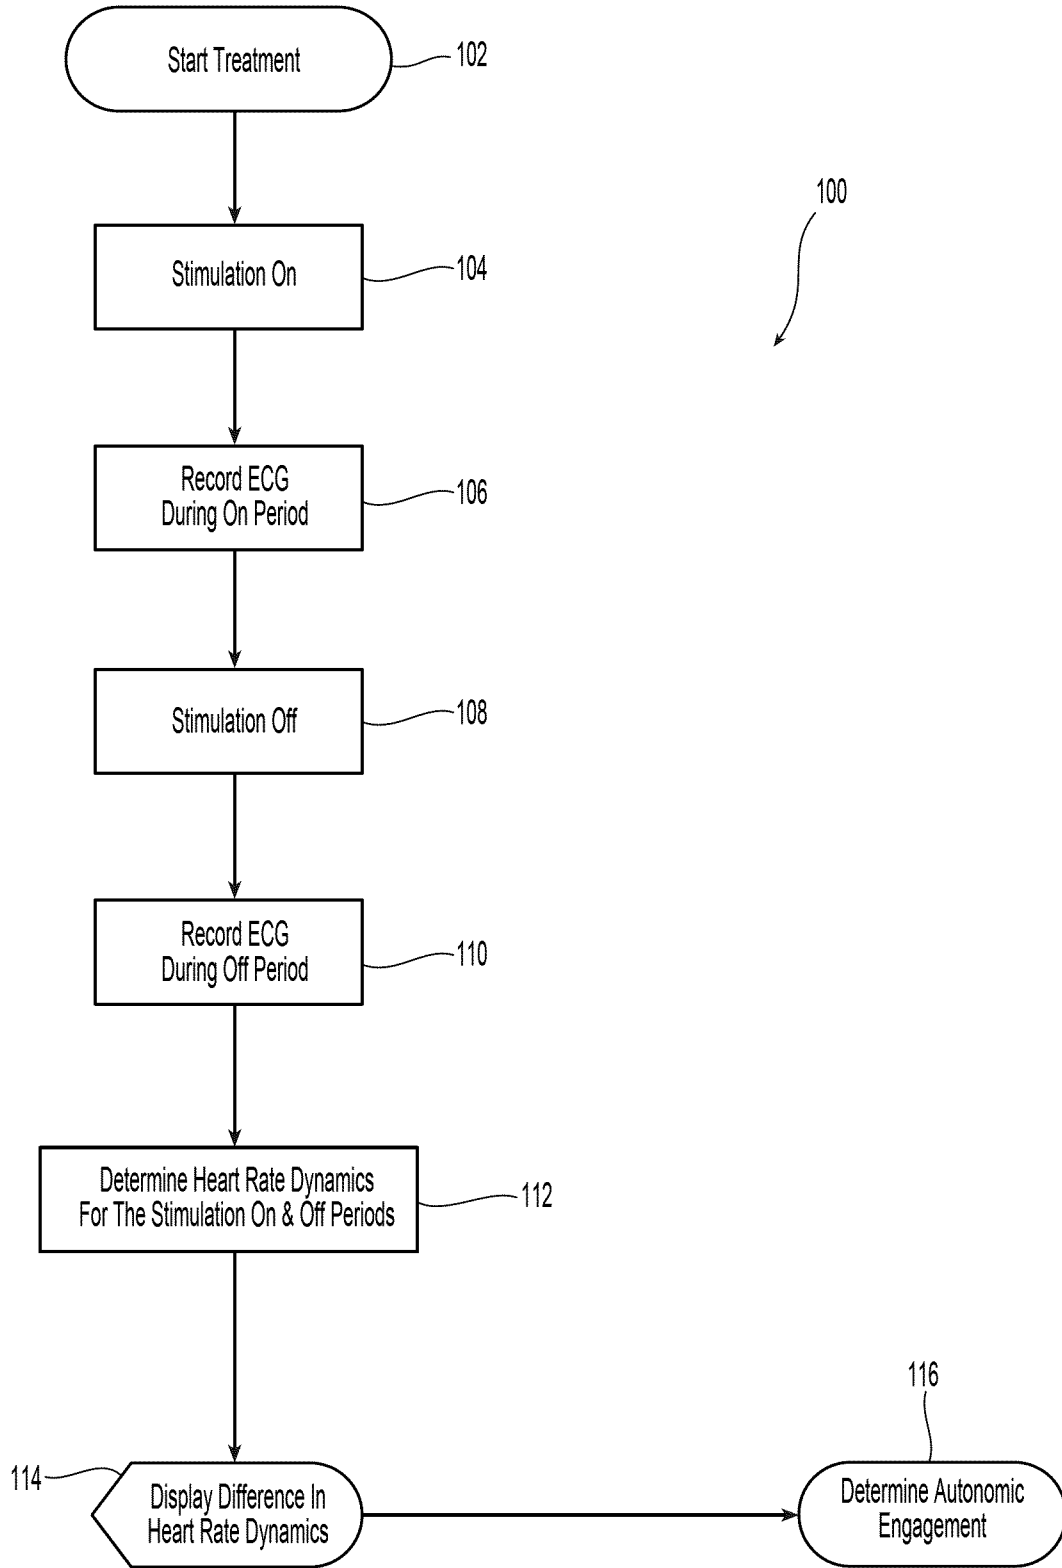 Start Treatment
102
100
Stimulation On
104
Record ECG
During On Period
106
Stimulation Off
108
Record ECG
During Off Period
110
Determine Heart Rate Dynamics
For The Stimulation On & Off Periods
112
114
Display Difference In
Heart Rate Dynamics
116
Determine Autonomic
Engagement